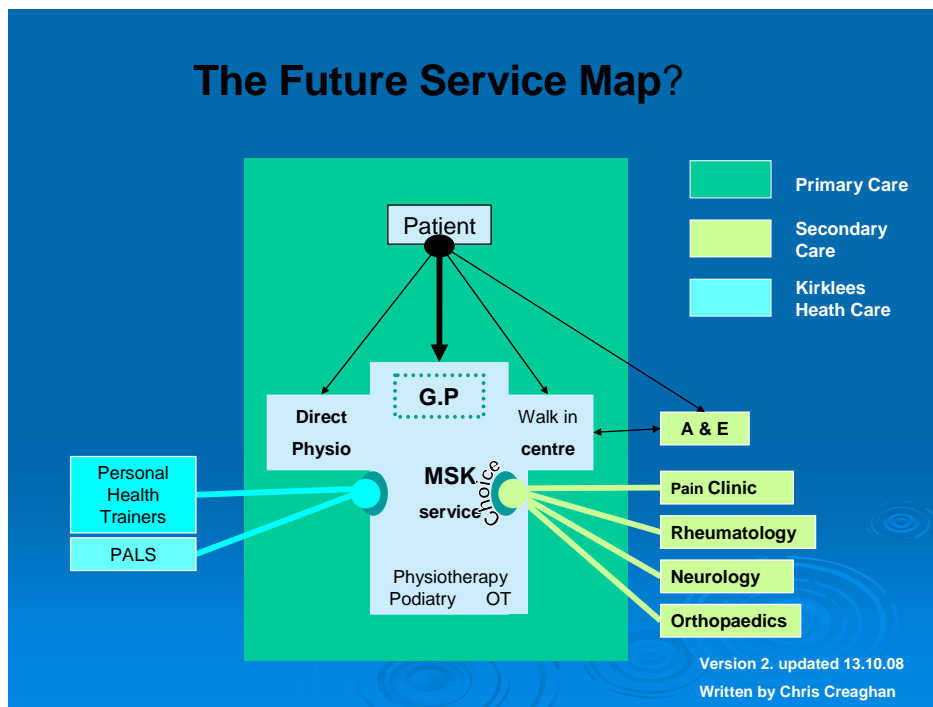 The Future Service Map?
Primary Care
Patient
Secondary
Care
Kirklees
Heath Care
G.P
Direct
Physio
Walk in
centre
A & E
Personal
Health
Trainers
PALS
MSK
service
Choice
Pain Clinic
Rheumatology
Neurology
Orthopaedics
Physiotherapy
Podiatry OT
Version 2. updated 13.10.08
Written by Chris Creaghan